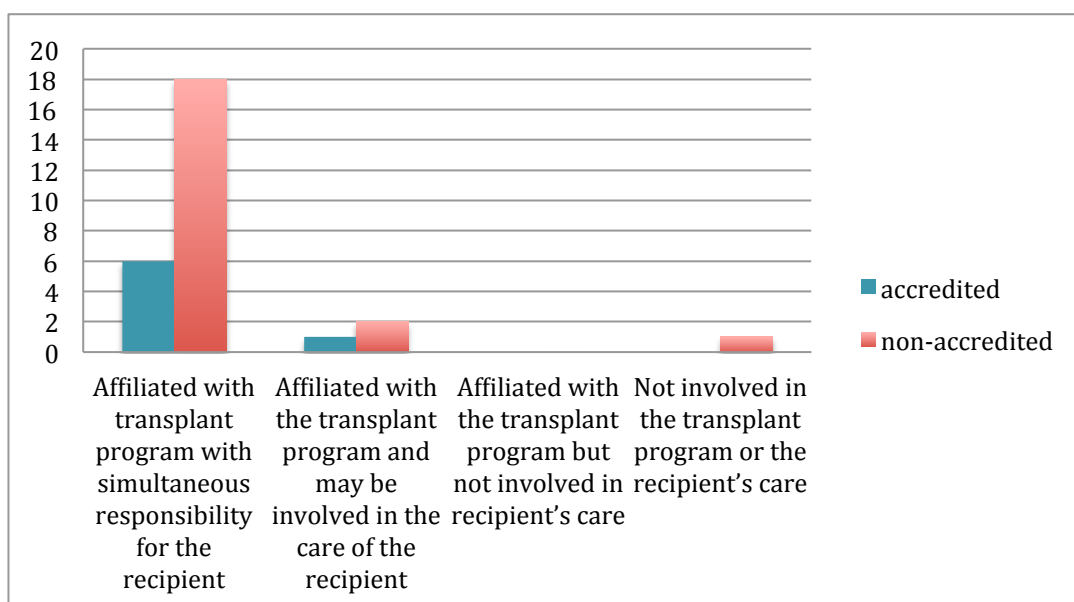 20
18
16
14
12
10
8
6
4
2
0
Affiliated with
transplant
program with
simultaneous
responsibility
for the
recipient
Affiliated with
the transplant
program and
may be
involved in the
care of the
recipient
Affiliated with
the transplant
program but
not involved in
recipient’s care
Not involved in
the transplant
program or the
recipient’s care
accredited
non-accredited